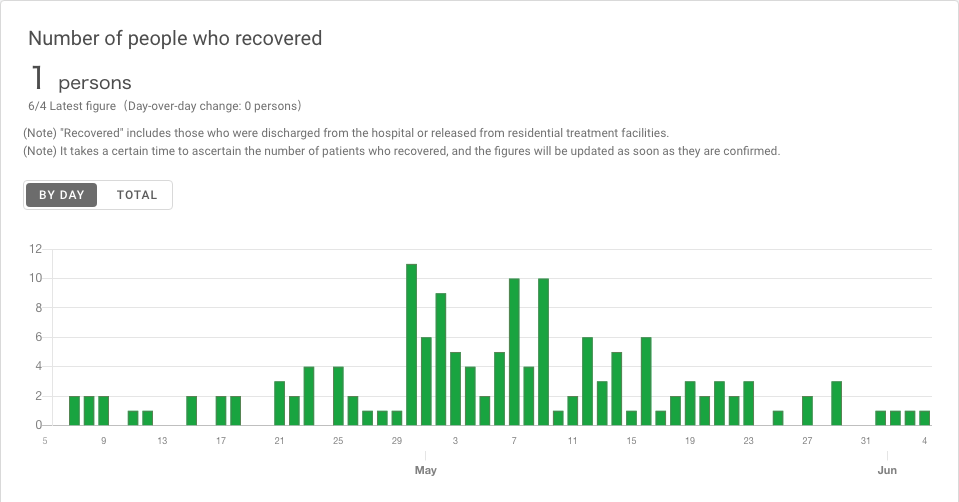 Number of people who recovered
1 persons
6/4 Latest figure（Day-over-day change: 0 persons）
(Note) "Recovered" includes those who were discharged from the hospital or released from residential treatment facilities.
(Note) It takes a certain time to ascertain the number of patients who recovered, and the figures will be updated as soon as they are confirmed.
BY DAY TOTAL
12
10
8
6
4
2
0
5 9 13 17 21 25 29 3 7 11 15 19 23 27 31 4
May Jun